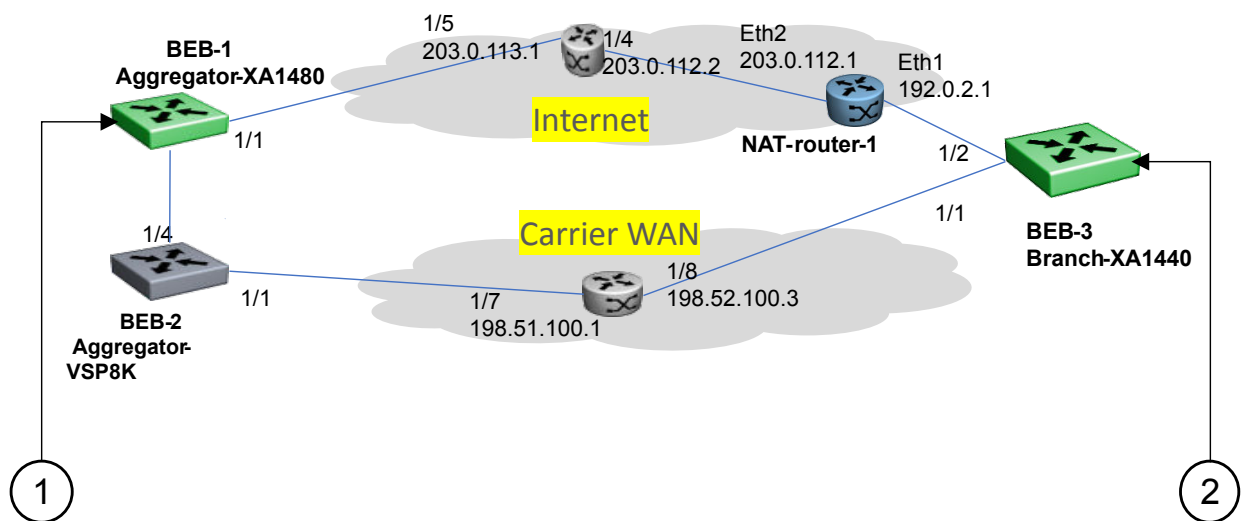 1/5
203.0.113.1
BEB-1
Aggregator-XA1480
1/1
1/4
203.0.112.2
Eth2
203.0.112.1
Eth1
192.0.2.1
Internet
NAT-router-1
1/2
1/1
BEB-3
Branch-XA1440
1/4
1/1
BEB-2
Aggregator-
VSP8K
Carrier WAN
1/7
198.51.100.1
1/8
198.52.100.3
1
2